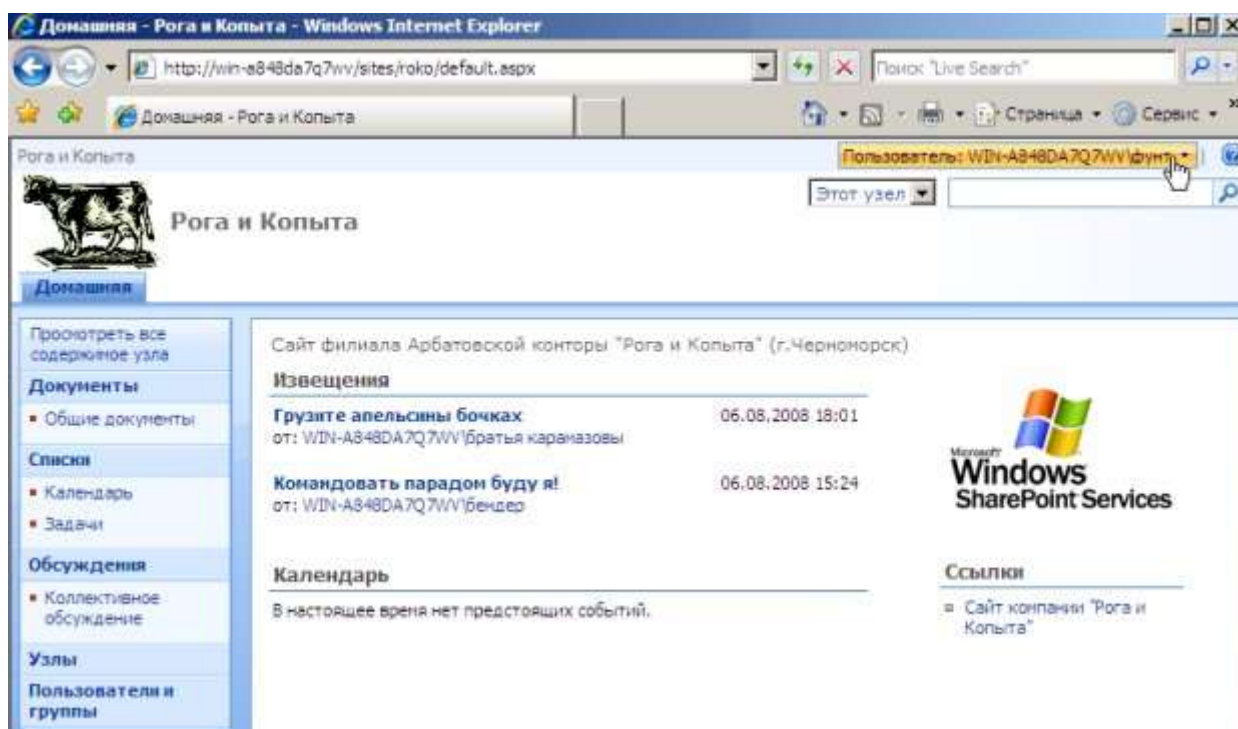 Домашняя - Рога и Копыта - Windows Internet Explorer
http://win-a848da7q7wv/sites/roko/default.aspx
Поиск "Live Search"
Домашняя - Рога и Копыта
Страница
Сервис
Рога и Копыта
Пользователь: WIN-A848DA7Q7WV\фунт
Этот узел
Рога и Копыта
Домашняя
Просмотреть все
содержимое узла
Документы
Общие документы
Списки
Календарь
Задачи
Обсуждения
Коллективное
обсуждение
Узлы
Пользователи и
группы
Сайт филиала Арбатовской конторы "Рога и Копыта" (г.Черноморск)
Извещения
Грузите апельсины бочках 06.08.2008 18:01
от: WIN-A848DA7Q7WV\братья карамазовы
Командовать парадом буду я! 06.08.2008 15:24
от: WIN-A848DA7Q7WV\бендер
Календарь
В настоящее время нет предстоящих событий.
Microsoft
Windows
SharePoint Services
Ссылки
Сайт компании "Рога и
Копыта"